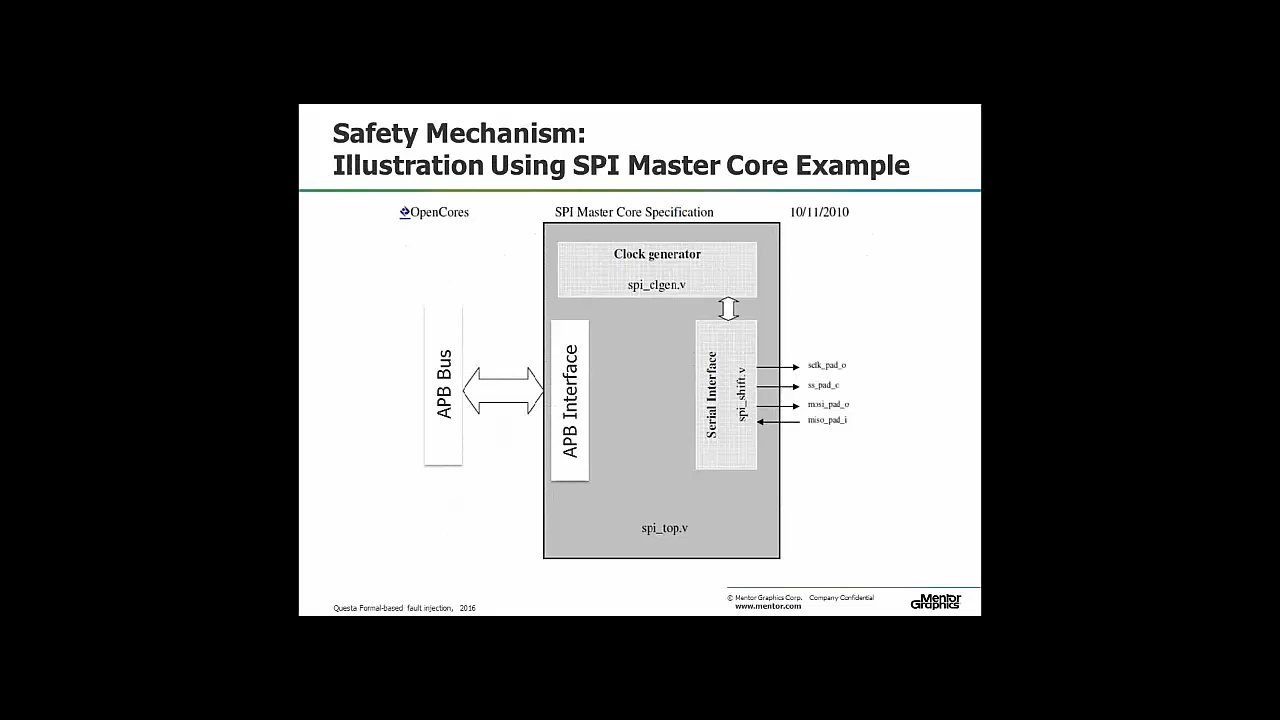 Safety Mechanism:
Illustration Using SPI Master Core Example
OpenCores
SPI Master Core Specification
10/11/2010
Clock generator
spi_clgen.v
APB Bus
APB Interface
Serial Interface
spi_shift.v
sclk_pad_o
ss_pad_o
mosi_pad_o
miso_pad_i
spi_top.v
Questa Formal-based fault injection, 2016
© Mentor Graphics Corp. Company Confidential
www.mentor.com
Mentor
Graphics